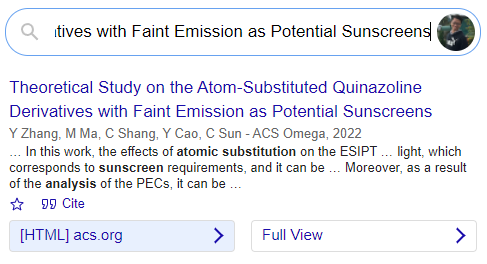 atives with Faint Emission as Potential Sunscreens
Theoretical Study on the Atom-Substituted Quinazoline
Derivatives with Faint Emission as Potential Sunscreens
Y Zhang, M Ma, C Shang, Y Cao, C Sun - ACS Omega, 2022
... In this work, the effects of atomic substitution on the ESIPT ... light, which
corresponds to sunscreen requirements, and it can be ... Moreover, as a result
of the analysis of the PECs, it can be ...
Cite
[HTML] acs.org
Full View